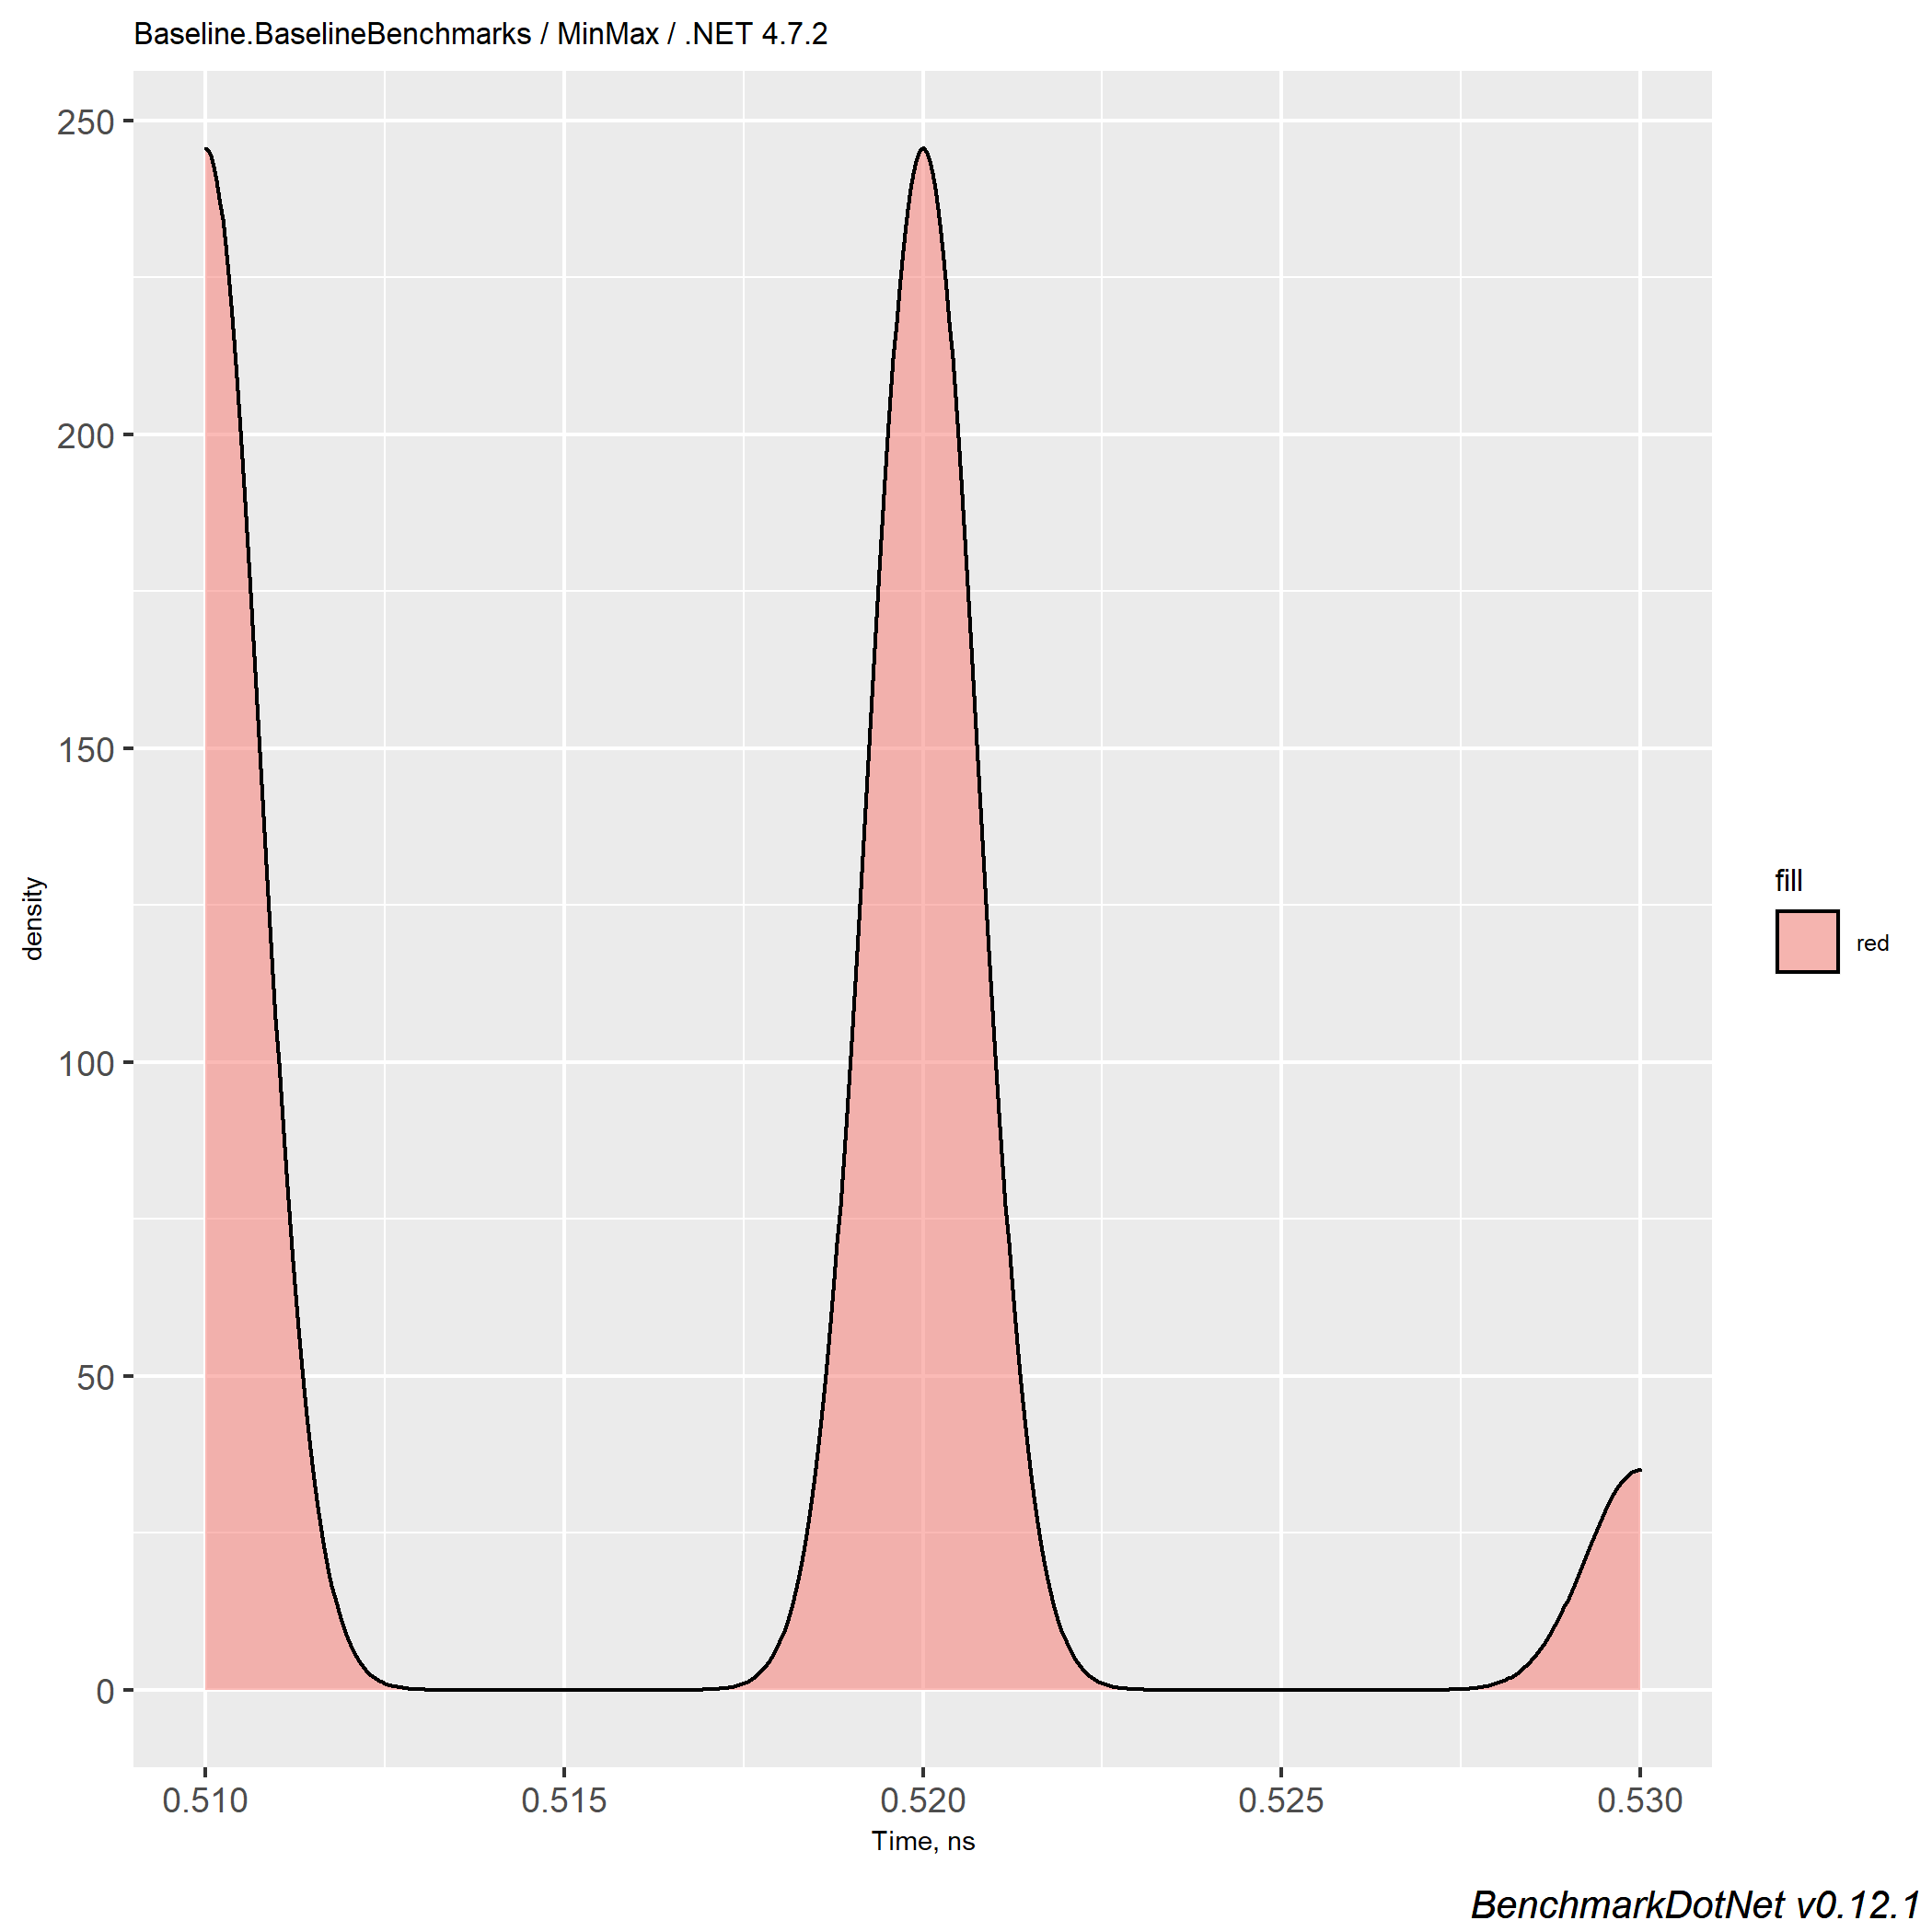 Baseline.BaselineBenchmarks / MinMax / .NET 4.7.2
250
200
150
100
50
0
density
0.510 0.515 0.520 0.525 0.530
Time, ns
fill
red
BenchmarkDotNet v0.12.1